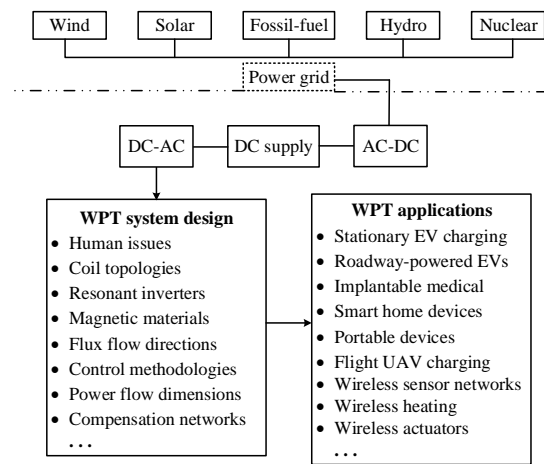 Wind Solar Fossil-fuel Hydro Nuclear
Power grid
DC-AC DC supply AC-DC
WPT system design
• Human issues
• Coil topologies
• Resonant inverters
• Magnetic materials
• Flux flow directions
• Control methodologies
• Power flow dimensions
• Compensation networks
• • •
WPT applications
• Stationary EV charging
• Roadway-powered EVs
• Implantable medical
• Smart home devices
• Portable devices
• Flight UAV charging
• Wireless sensor networks
• Wireless heating
• Wireless actuators
• • •